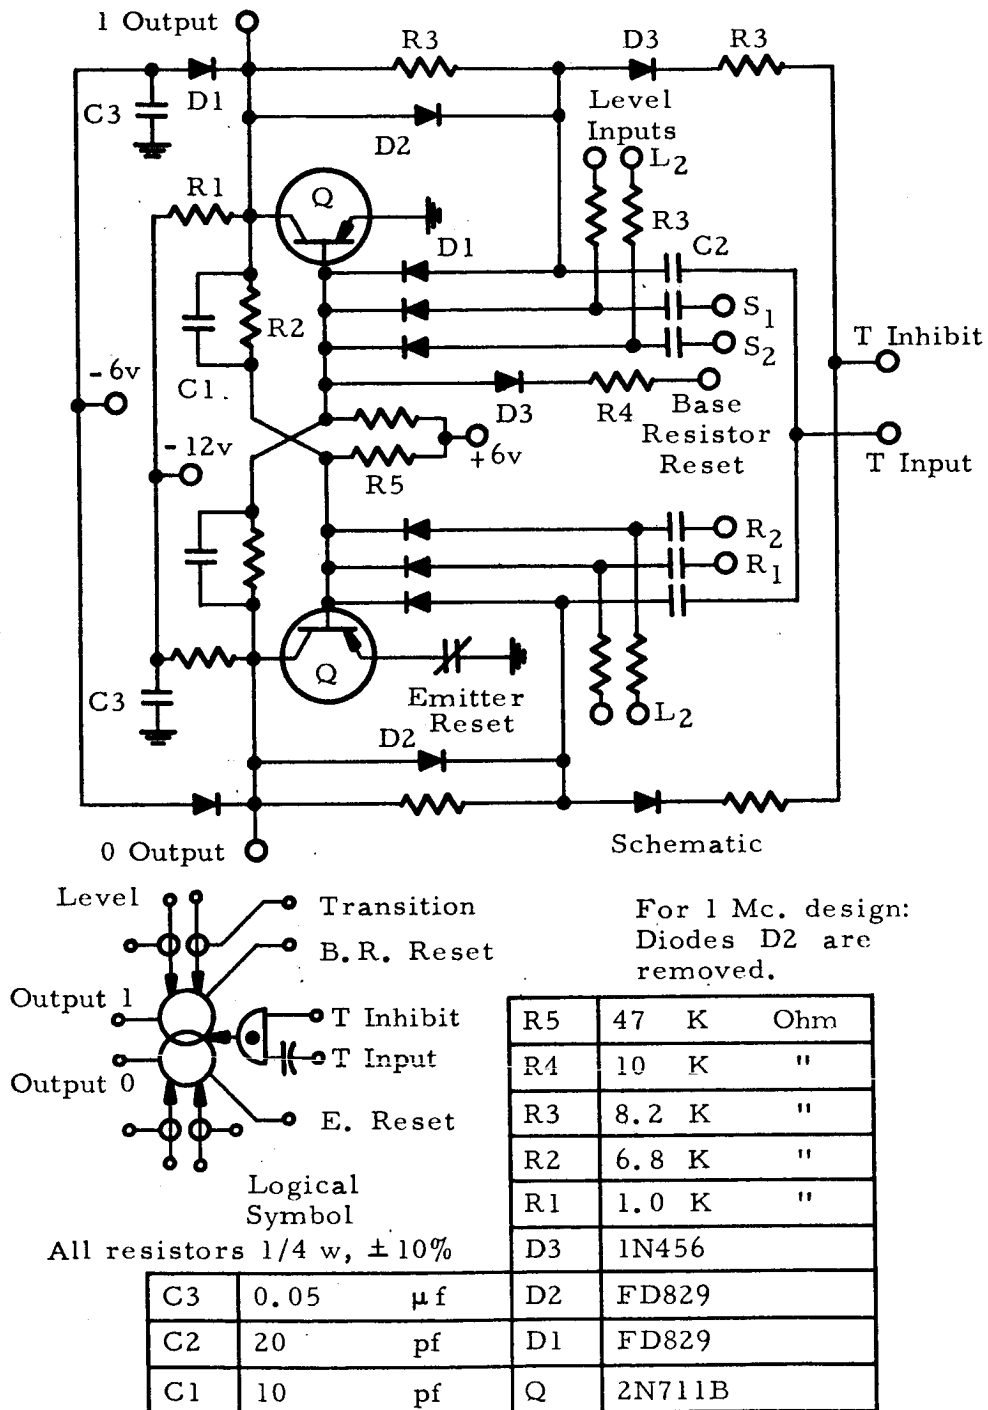 1 Output
R3
D3
R3
C3
D1
Level
Inputs
D2
L2
R1
Q
R3
D1
C2
S1
R2
S2
T Inhibit
- 6v
C1
D3
R4
Base
Resistor
Reset
- 12v
+6v
R5
T Input
R2
R1
Q
Emitter
Reset
C3
L2
D2
0 Output
Schematic
Level
Transition
B. R. Reset
Output 1
T Inhibit
T Input
Output 0
E. Reset
Logical
Symbol
For 1 Mc. design:
Diodes D2 are
removed.
All resistors 1/4 w, ±10%
R5 47 K Ohm
R4 10 K "
R3 8.2 K "
R2 6.8 K "
R1 1.0 K "
D3 1N456
C3 0.05 μf D2 FD829
C2 20 pf D1 FD829
C1 10 pf Q 2N711B